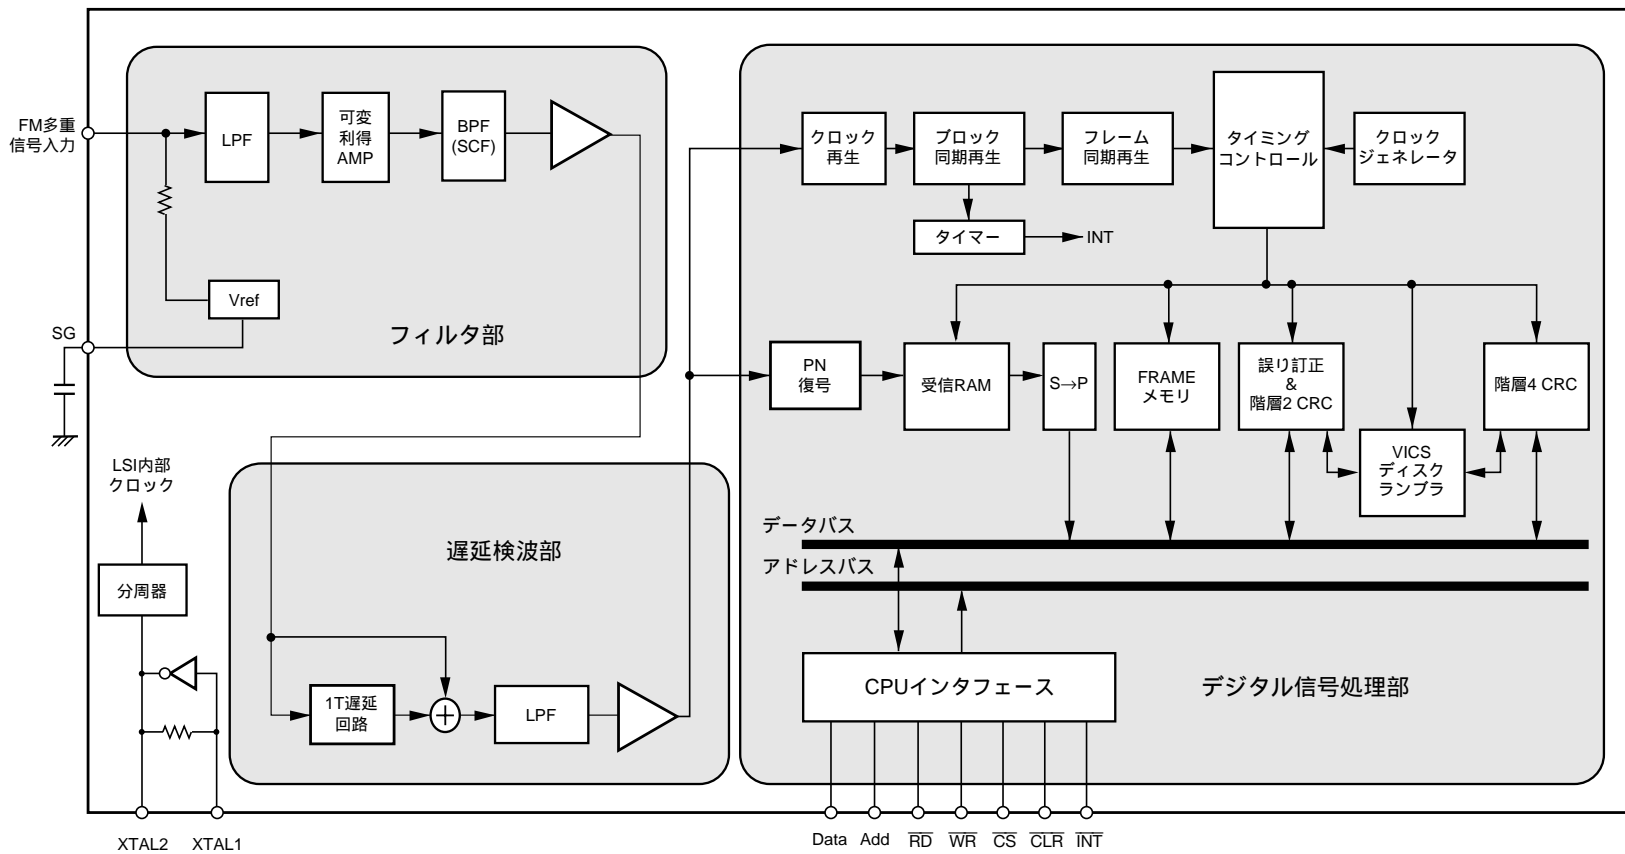 FM多重
信号入力
LPF
可変
利得
AMP
BPF
(SCF)
Vref
フィルタ部
SG
クロック
再生
ブロック
同期再生
フレーム
同期再生
タイミング
コントロール
クロック
ジェネレータ
タイマー
INT
PN
復号
受信RAM
S→P
FRAME
メモリ
誤り訂正
&
階層2 CRC
階層4 CRC
VICS
ディスク
ランブラ
データバス
アドレスバス
CPUインタフェース
デジタル信号処理部
LSI内部
クロック
分周器
遅延検波部
1T遅延
回路
+
LPF
XTAL2
XTAL1
Data
Add
R̅D̅
W̅R̅
C̅S̅
C̅L̅R̅
I̅N̅T̅